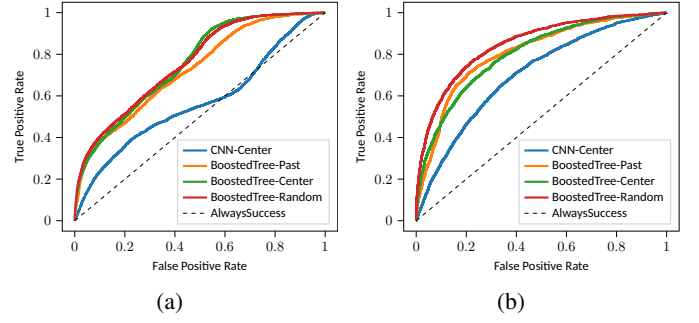 1
0.8
0.6
0.4
0.2
0
True Positive Rate
0 0.2 0.4 0.6 0.8 1
False Positive Rate
CNN-Center
BoostedTree-Past
BoostedTree-Center
BoostedTree-Random
AlwaysSuccess
(a)
1
0.8
0.6
0.4
0.2
0
True Positive Rate
0 0.2 0.4 0.6 0.8 1
False Positive Rate
CNN-Center
BoostedTree-Past
BoostedTree-Center
BoostedTree-Random
AlwaysSuccess
(b)